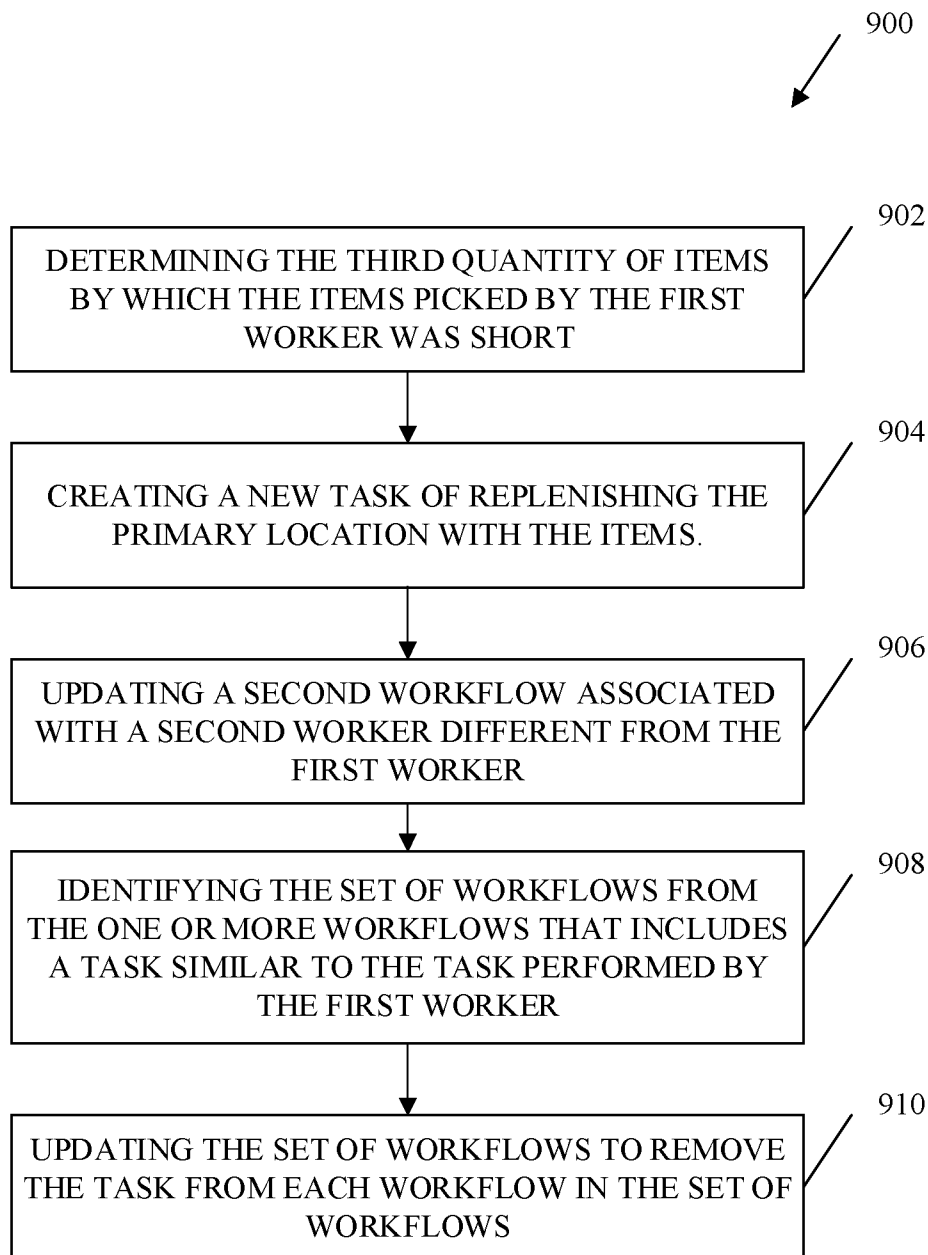 900
902
DETERMINING THE THIRD QUANTITY OF ITEMS
BY WHICH THE ITEMS PICKED BY THE FIRST
WORKER WAS SHORT
904
CREATING A NEW TASK OF REPLENISHING THE
PRIMARY LOCATION WITH THE ITEMS.
906
UPDATING A SECOND WORKFLOW ASSOCIATED
WITH A SECOND WORKER DIFFERENT FROM THE
FIRST WORKER
908
IDENTIFYING THE SET OF WORKFLOWS FROM
THE ONE OR MORE WORKFLOWS THAT INCLUDES
A TASK SIMILAR TO THE TASK PERFORMED BY
THE FIRST WORKER
910
UPDATING THE SET OF WORKFLOWS TO REMOVE
THE TASK FROM EACH WORKFLOW IN THE SET OF
WORKFLOWS